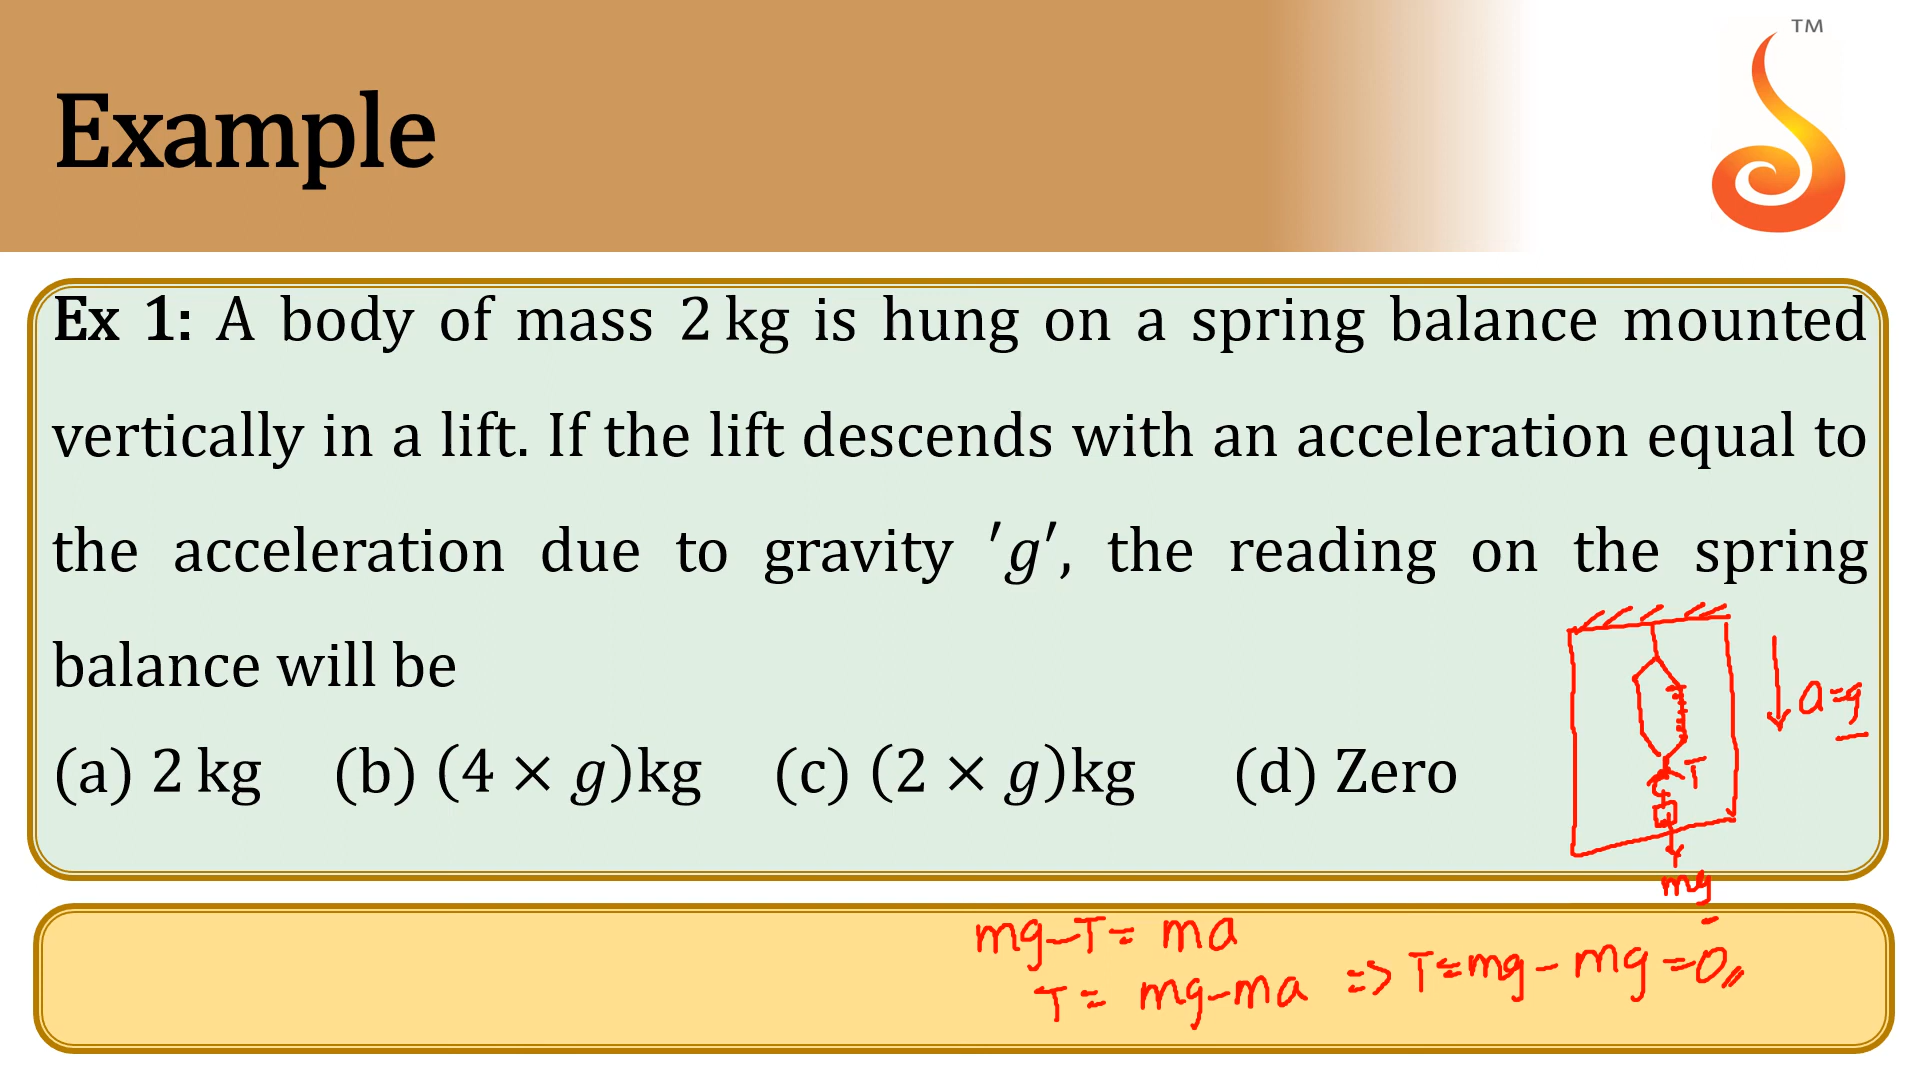 TM
Example
Ex 1: A body of mass 2 kg is hung on a spring balance mounted
vertically in a lift. If the lift descends with an acceleration equal to
the acceleration due to gravity ′g′, the reading on the spring
balance will be
(a) 2 kg (b) (4 × g)kg (c) (2 × g)kg (d) Zero
a=g
T
mg
mg–T= ma
T= mg–ma => T=mg – mg =0